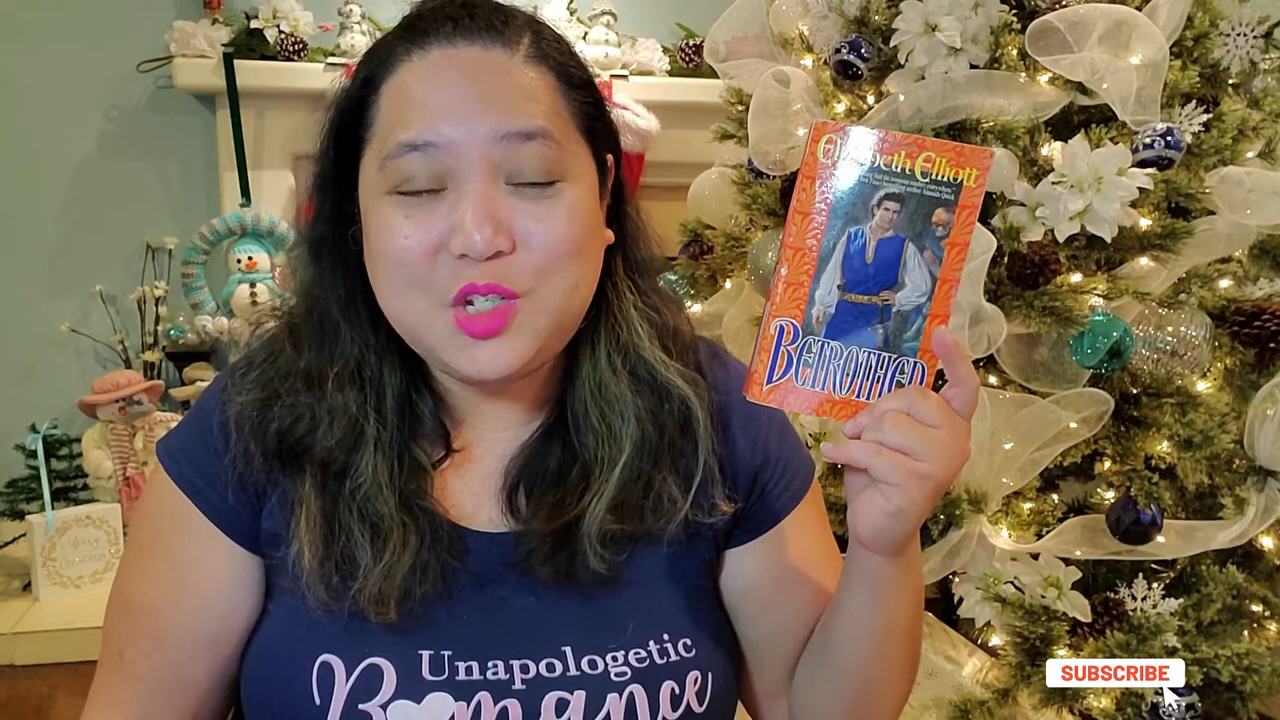 Elizabeth Elliott
BETROTHED
Unapologetic
Romance
SUBSCRIBE